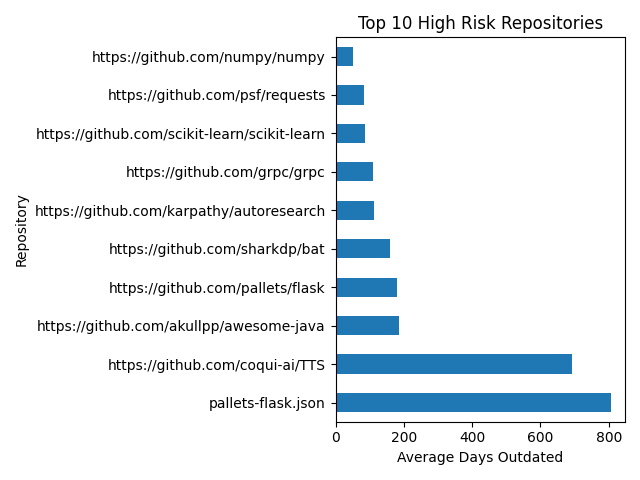 Top 10 High Risk Repositories
https://github.com/numpy/numpy
https://github.com/psf/requests
https://github.com/scikit-learn/scikit-learn
https://github.com/grpc/grpc
https://github.com/karpathy/autoresearch
https://github.com/sharkdp/bat
https://github.com/pallets/flask
https://github.com/akullpp/awesome-java
https://github.com/coqui-ai/TTS
pallets-flask.json
Repository
0 200 400 600 800
Average Days Outdated